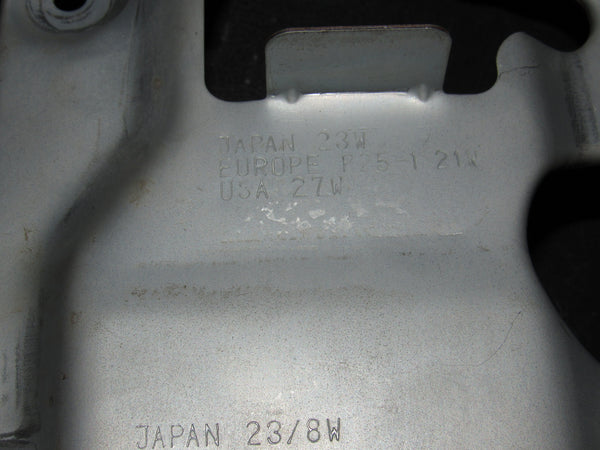 JAPAN 23W
EUROPE P25-1 21W
USA 27W
JAPAN 23/8W